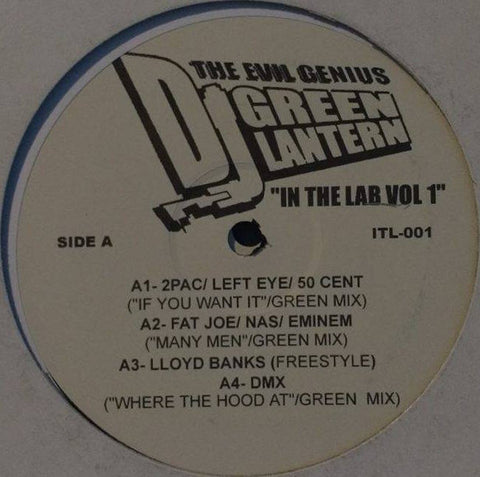 THE EVIL GENIUS
DJ GREEN
LANTERN
"IN THE LAB VOL 1"
SIDE A
ITL-001
A1- 2PAC/ LEFT EYE/ 50 CENT
("IF YOU WANT IT"/GREEN MIX)
A2- FAT JOE/ NAS/ EMINEM
("MANY MEN"/GREEN MIX)
A3- LLOYD BANKS (FREESTYLE)
A4- DMX
("WHERE THE HOOD AT"/GREEN MIX)